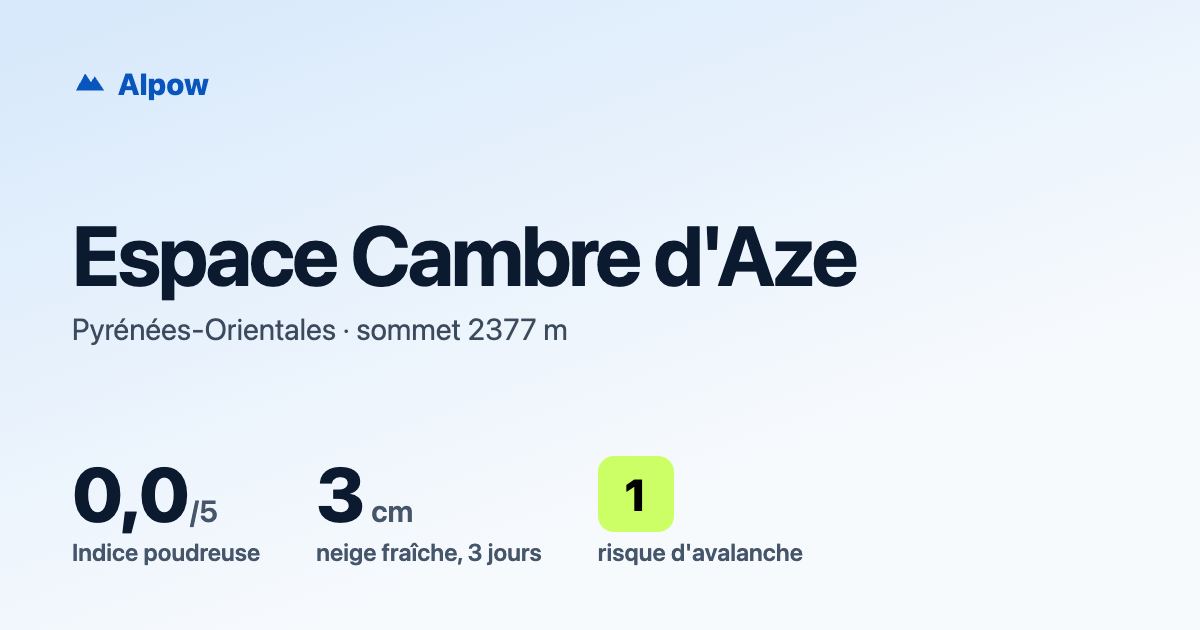 Alpow
Espace Cambre d'Aze
Pyrénées-Orientales · sommet 2377 m
0,0/5
Indice poudreuse
3 cm
neige fraîche, 3 jours
1
risque d'avalanche